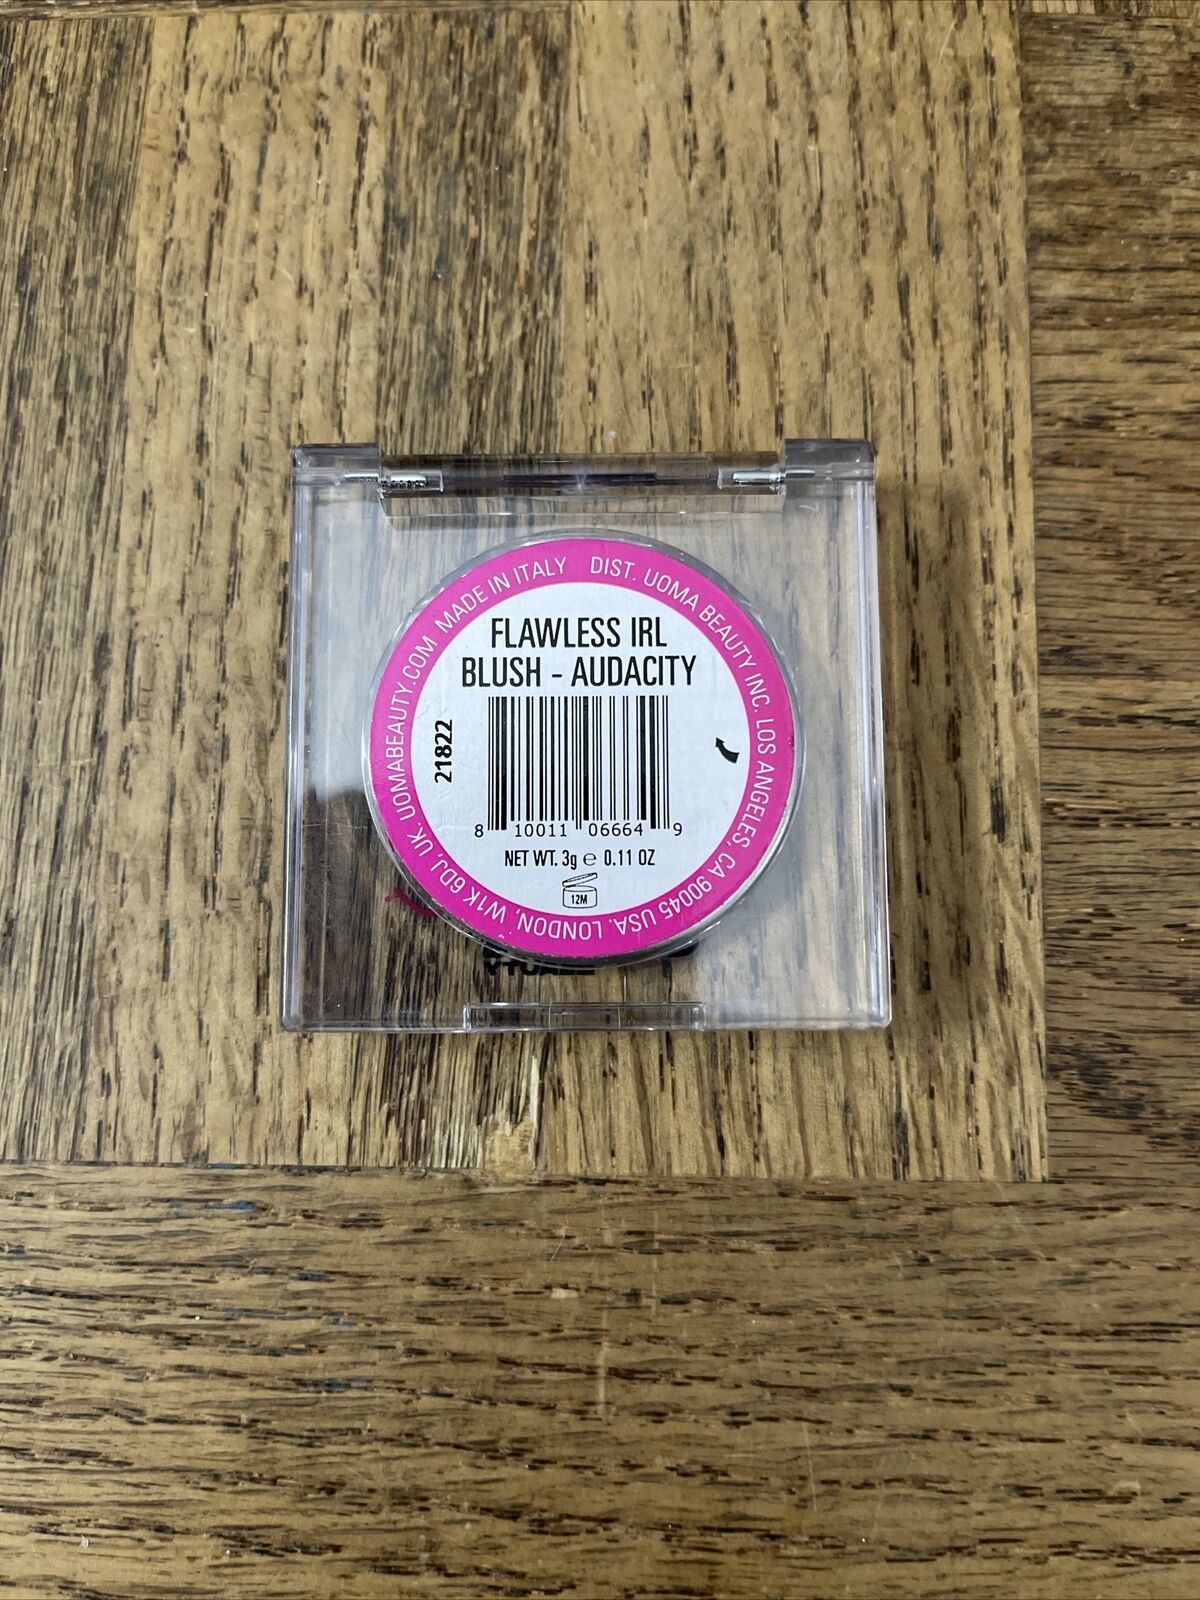 MADE IN ITALY DIST. UOMA BEAUTY INC. LOS ANGELES, CA 90045 USA. LONDON, W1K 6DJ, UK. UOMABEAUTY.COM
FLAWLESS IRL
BLUSH - AUDACITY
21822
8 10011 06664 9
NET WT. 3g e 0.11 OZ
12M